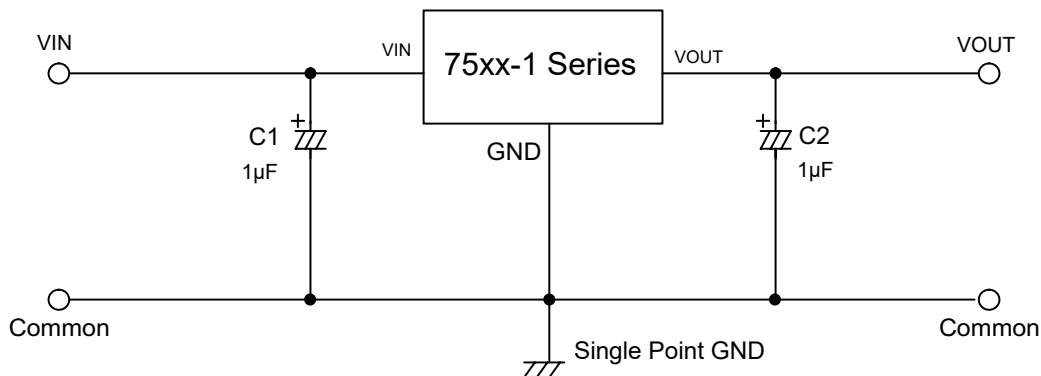 VIN
VIN
75xx-1 Series
VOUT
VOUT
+
C1
1µF
GND
+
C2
1µF
Common
Common
Single Point GND